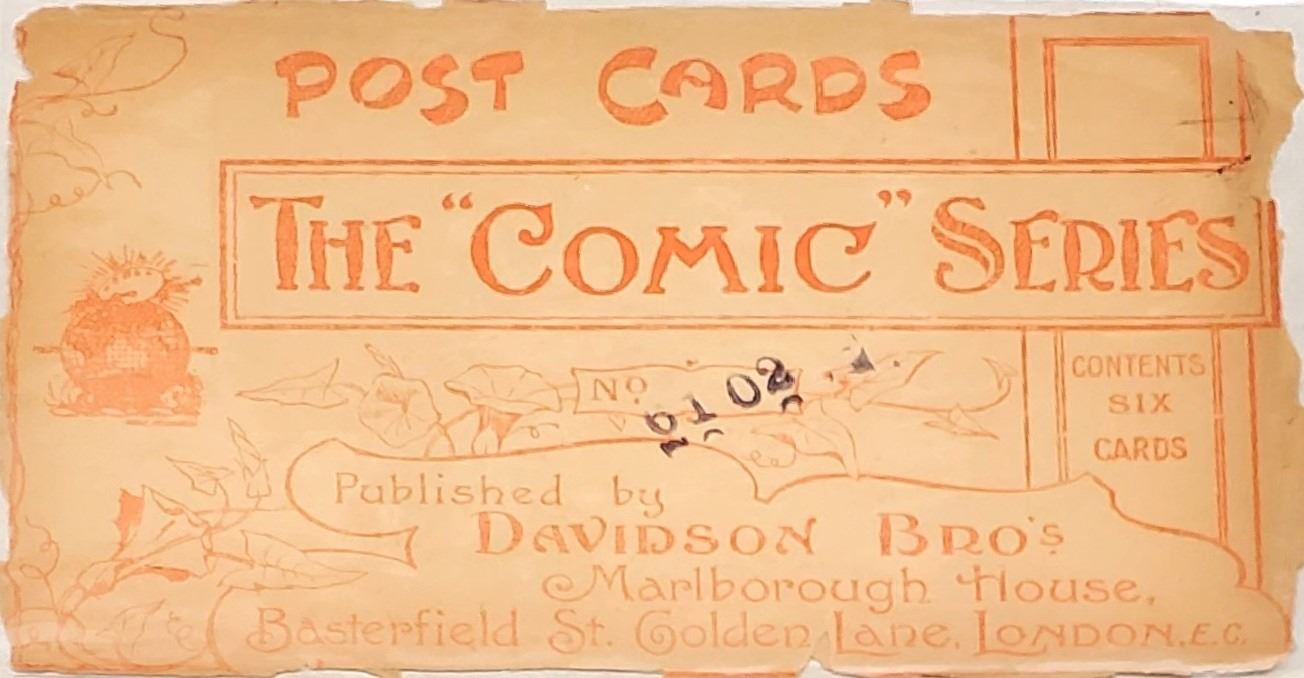 POST CARDS
THE "COMIC" SERIES
No.
CONTENTS
SIX
CARDS
Published by
DAVIDSON BRO's
Marlborough House,
Basterfield St. Golden Lane, LONDON, E.C.